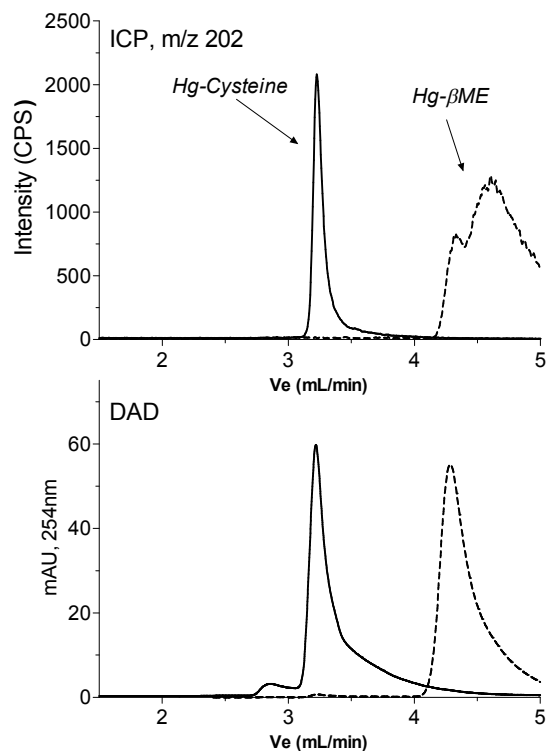 ICP, m/z 202
Hg-Cysteine
Hg-βME
Intensity (CPS)
2500
2000
1500
1000
500
0
2 3 4 5
Ve (mL/min)
DAD
mAU, 254nm
60
40
20
0
2 3 4 5
Ve (mL/min)